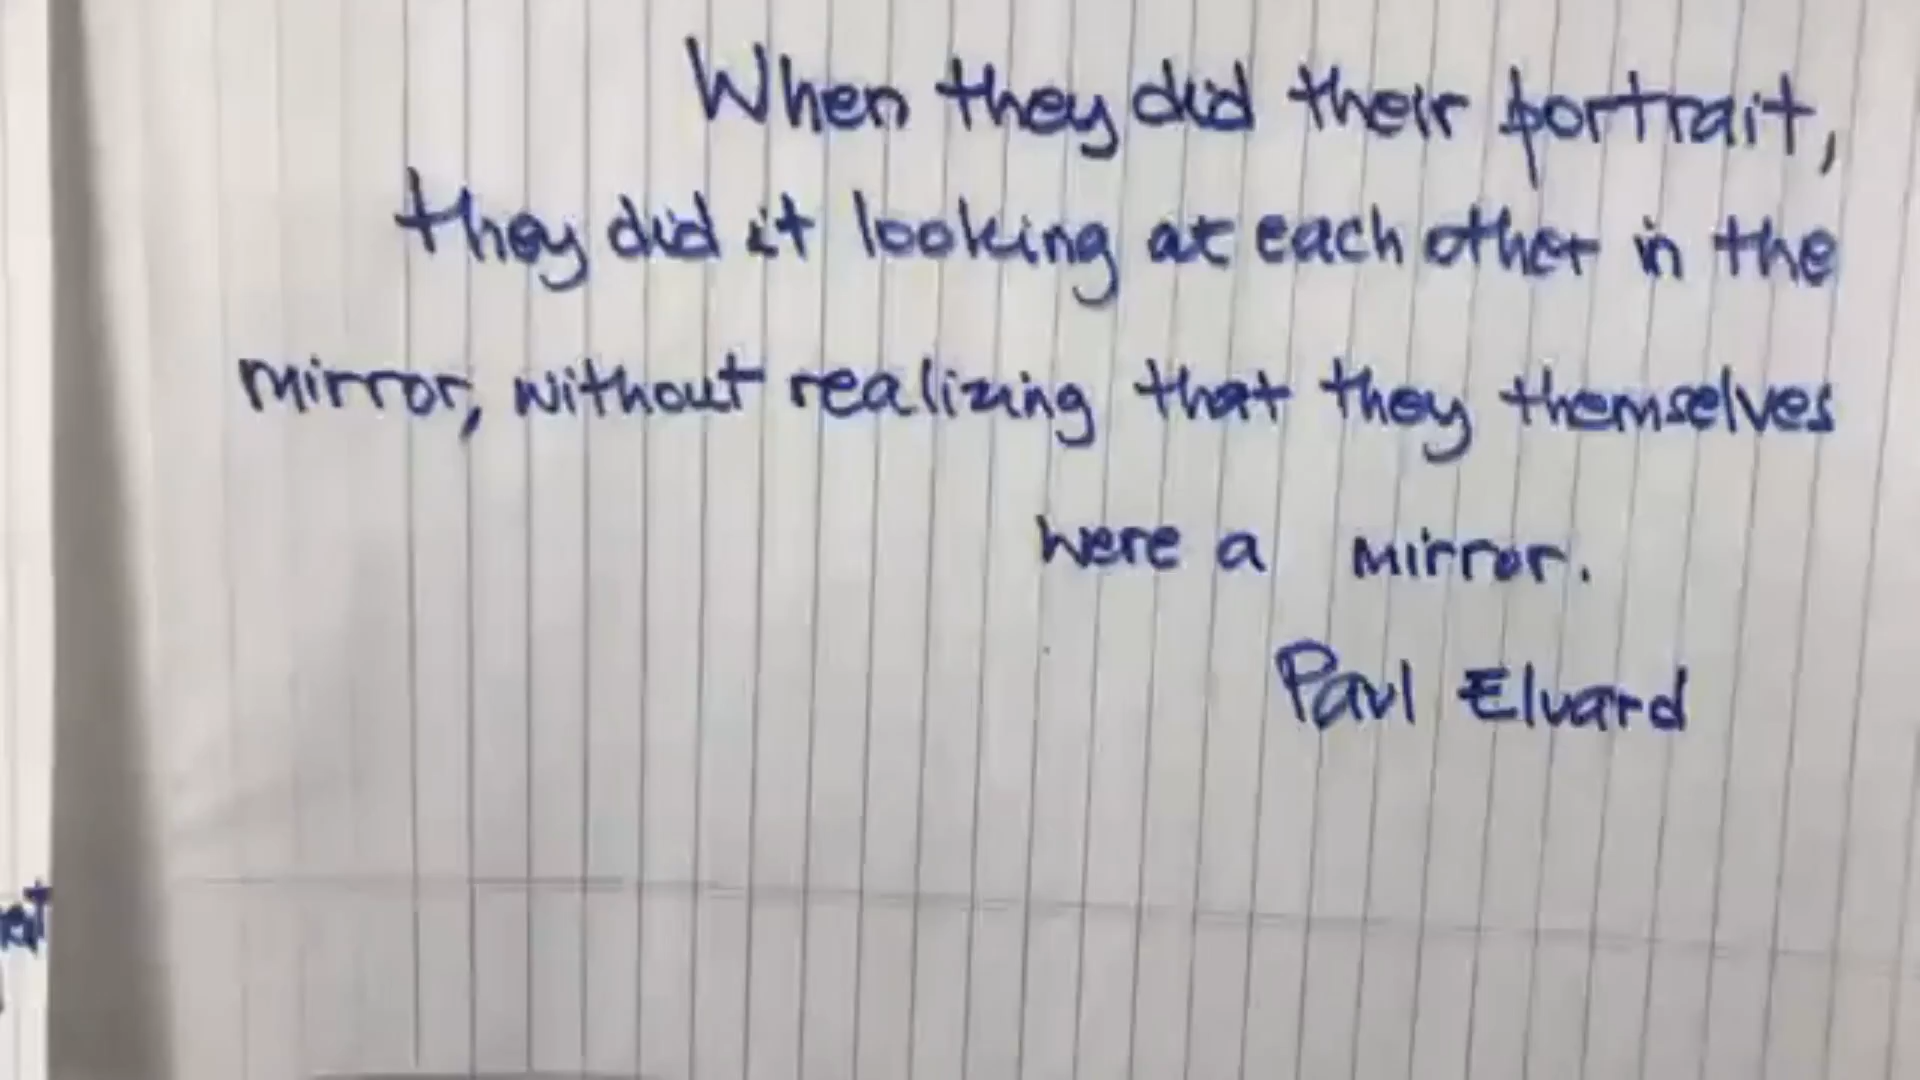 When they did their portrait,
they did it looking at each other in the
mirror, without realizing that they themselves
were a mirror.
Paul Eluard